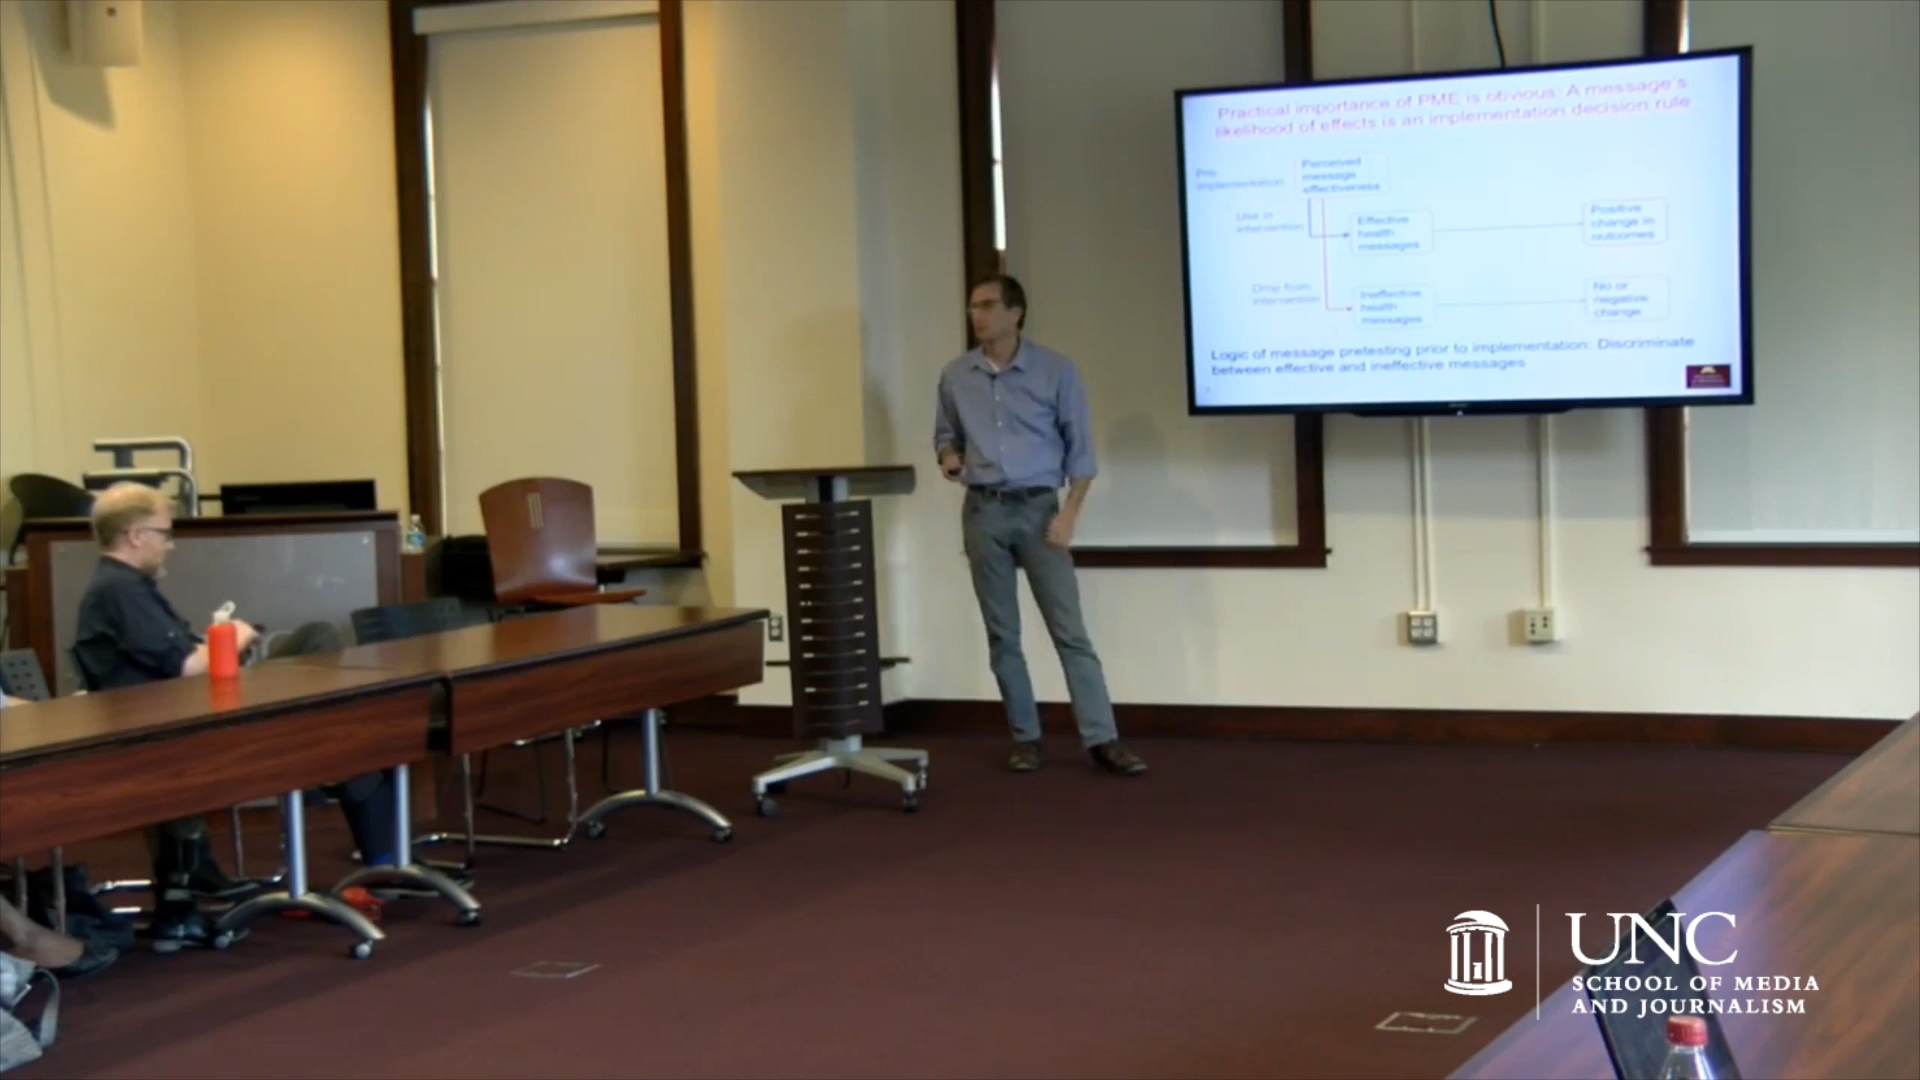 Practical importance of PME is obvious: A message's
likelihood of effects is an implementation decision rule
Pre-
implementation
Perceived
message
effectiveness
Use in
intervention
Effective
health
messages
Positive
change in
outcomes
Drop from
intervention
Ineffective
health
messages
No or
negative
change
Logic of message pretesting prior to implementation: Discriminate
between effective and ineffective messages
UNC
SCHOOL OF MEDIA
AND JOURNALISM